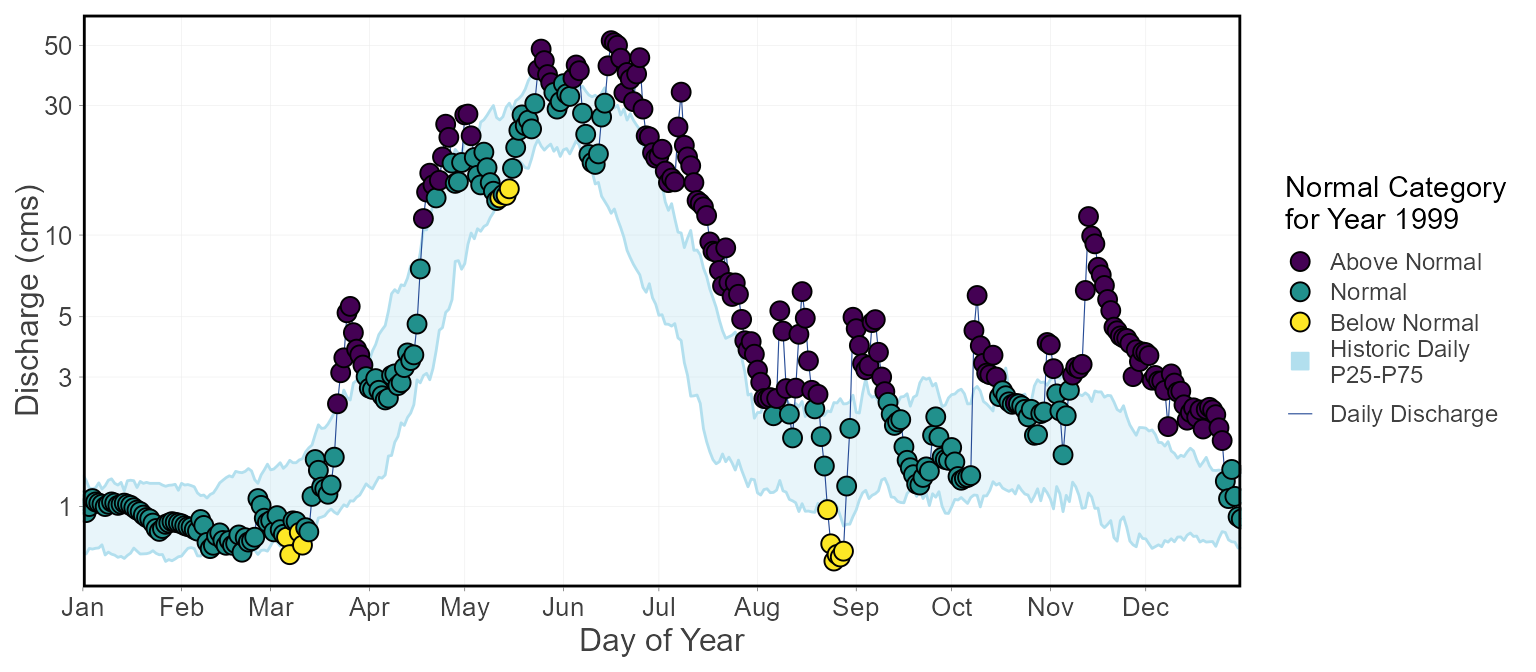 50
30
10
5
3
1
Discharge (cms)
Jan Feb Mar Apr May Jun Jul Aug Sep Oct Nov Dec
Day of Year
Normal Category
for Year 1999
Above Normal
Normal
Below Normal
Historic Daily
P25-P75
Daily Discharge